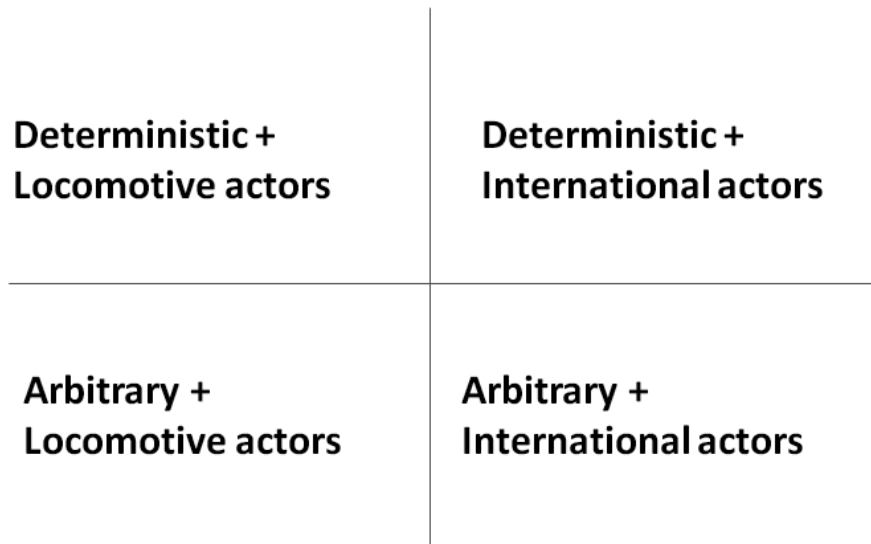 Deterministic +
Locomotive actors
Deterministic +
International actors
Arbitrary +
Locomotive actors
Arbitrary +
International actors